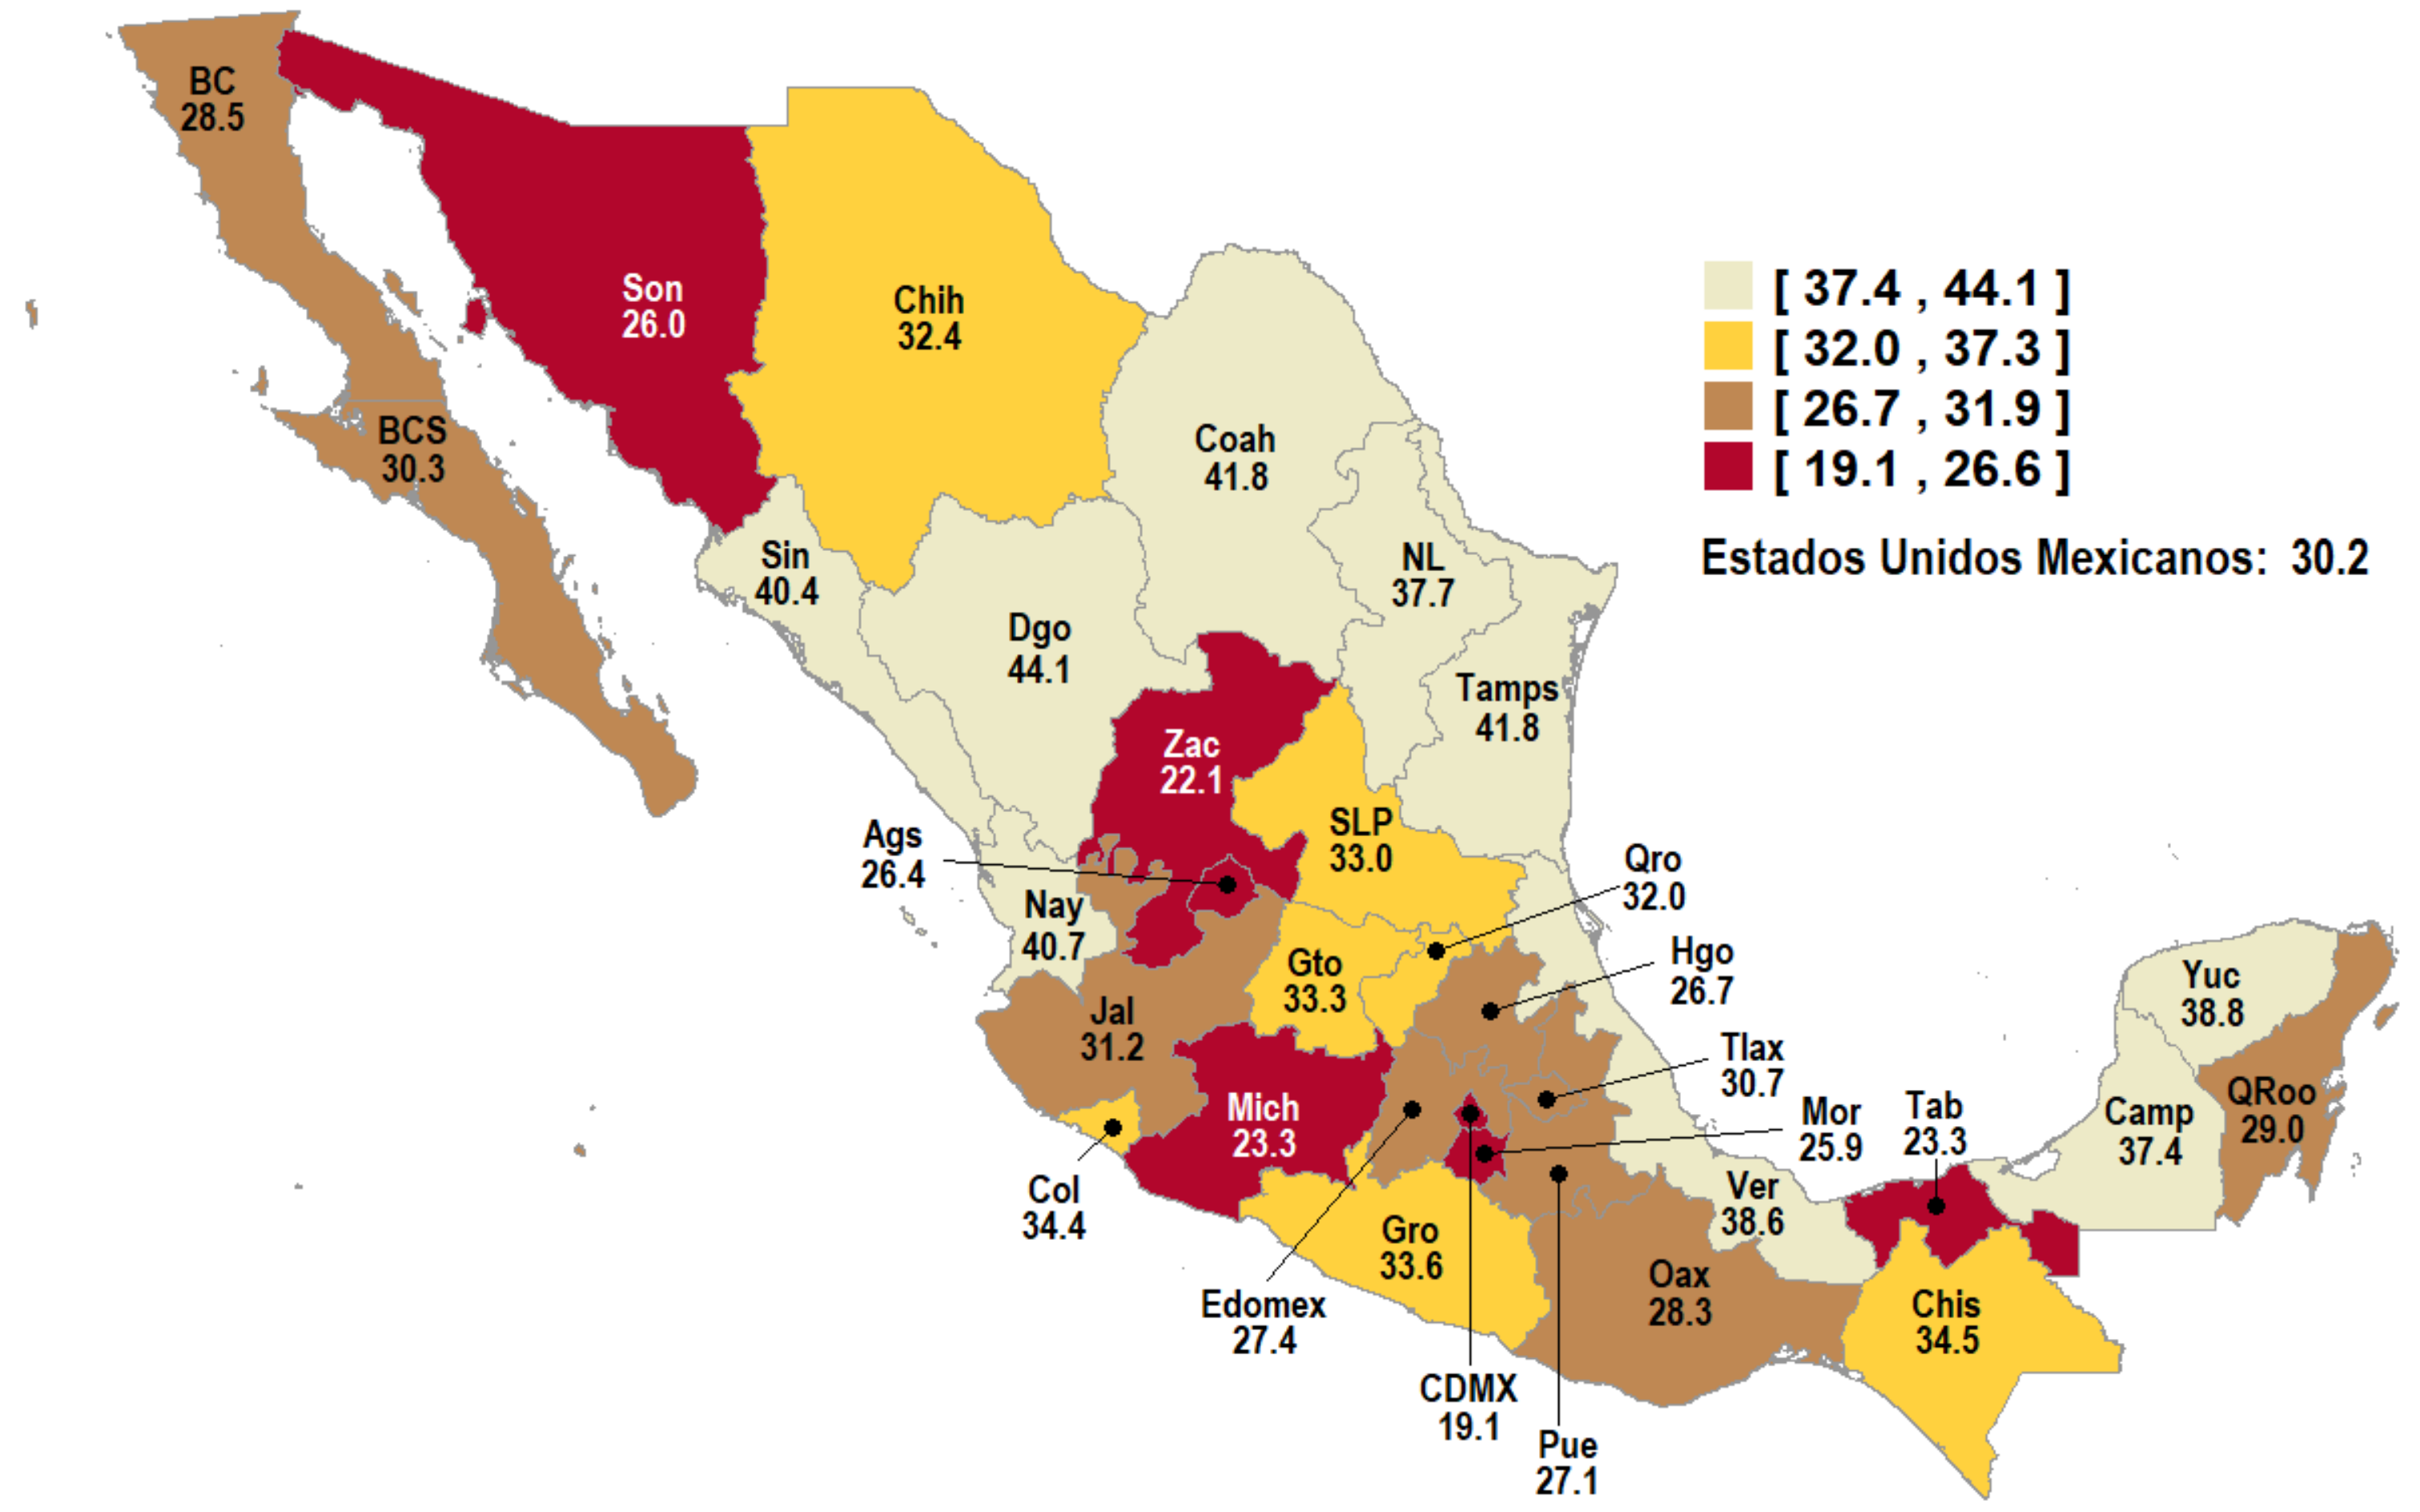 BC
28.5
Son
26.0
Chih
32.4
[ 37.4 , 44.1 ]
[ 32.0 , 37.3 ]
[ 26.7 , 31.9 ]
[ 19.1 , 26.6 ]
Estados Unidos Mexicanos: 30.2
BCS
30.3
Coah
41.8
Sin
40.4
NL
37.7
Dgo
44.1
Tamps
41.8
Zac
22.1
Ags
26.4
SLP
33.0
Qro
32.0
Nay
40.7
Gto
33.3
Hgo
26.7
Yuc
38.8
Jal
31.2
Tlax
30.7
Mich
23.3
Mor
25.9
Tab
23.3
Camp
37.4
QRoo
29.0
Col
34.4
Ver
38.6
Gro
33.6
Edomex
27.4
Oax
28.3
Chis
34.5
CDMX
19.1
Pue
27.1